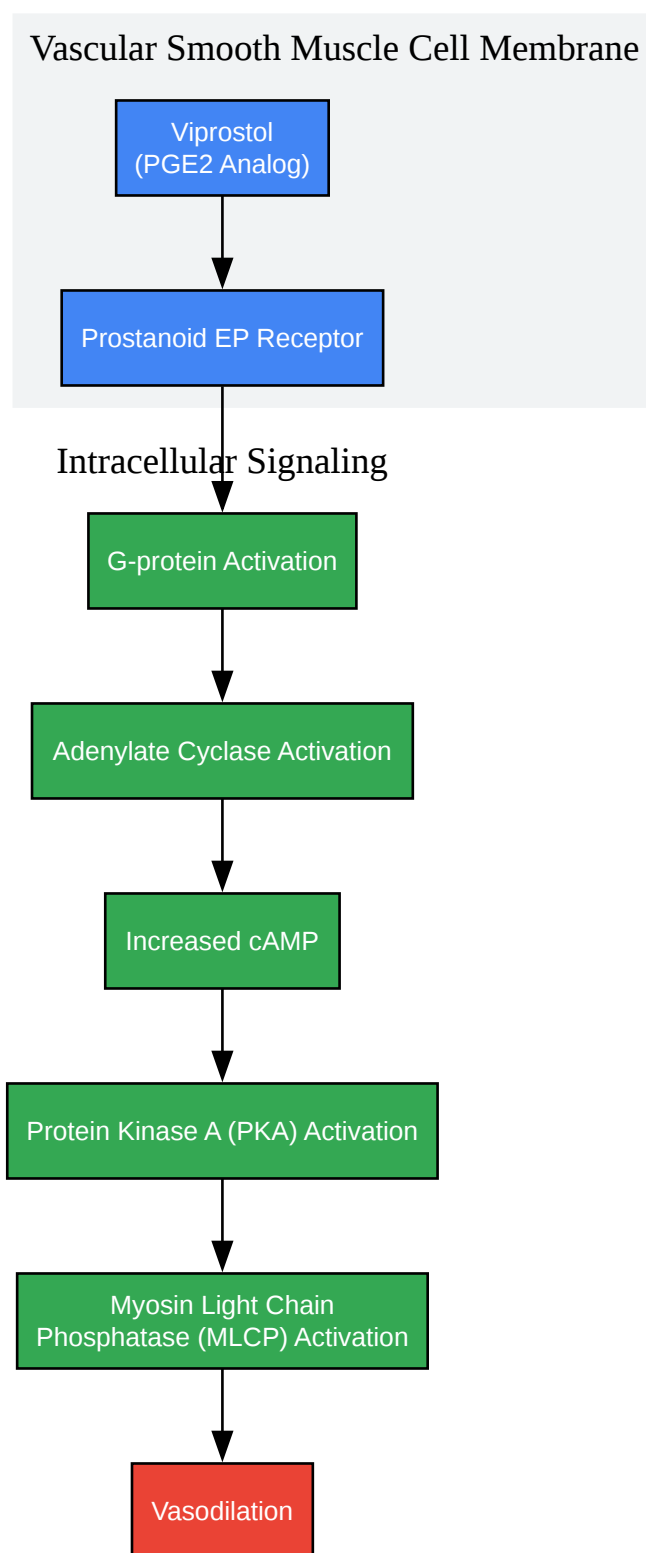 Vascular Smooth Muscle Cell Membrane
Viprostol
(PGE2 Analog)
Prostanoid EP Receptor
Intracellular Signaling
G-protein Activation
Adenylate Cyclase Activation
Increased cAMP
Protein Kinase A (PKA) Activation
Myosin Light Chain
Phosphatase (MLCP) Activation
Vasodilation